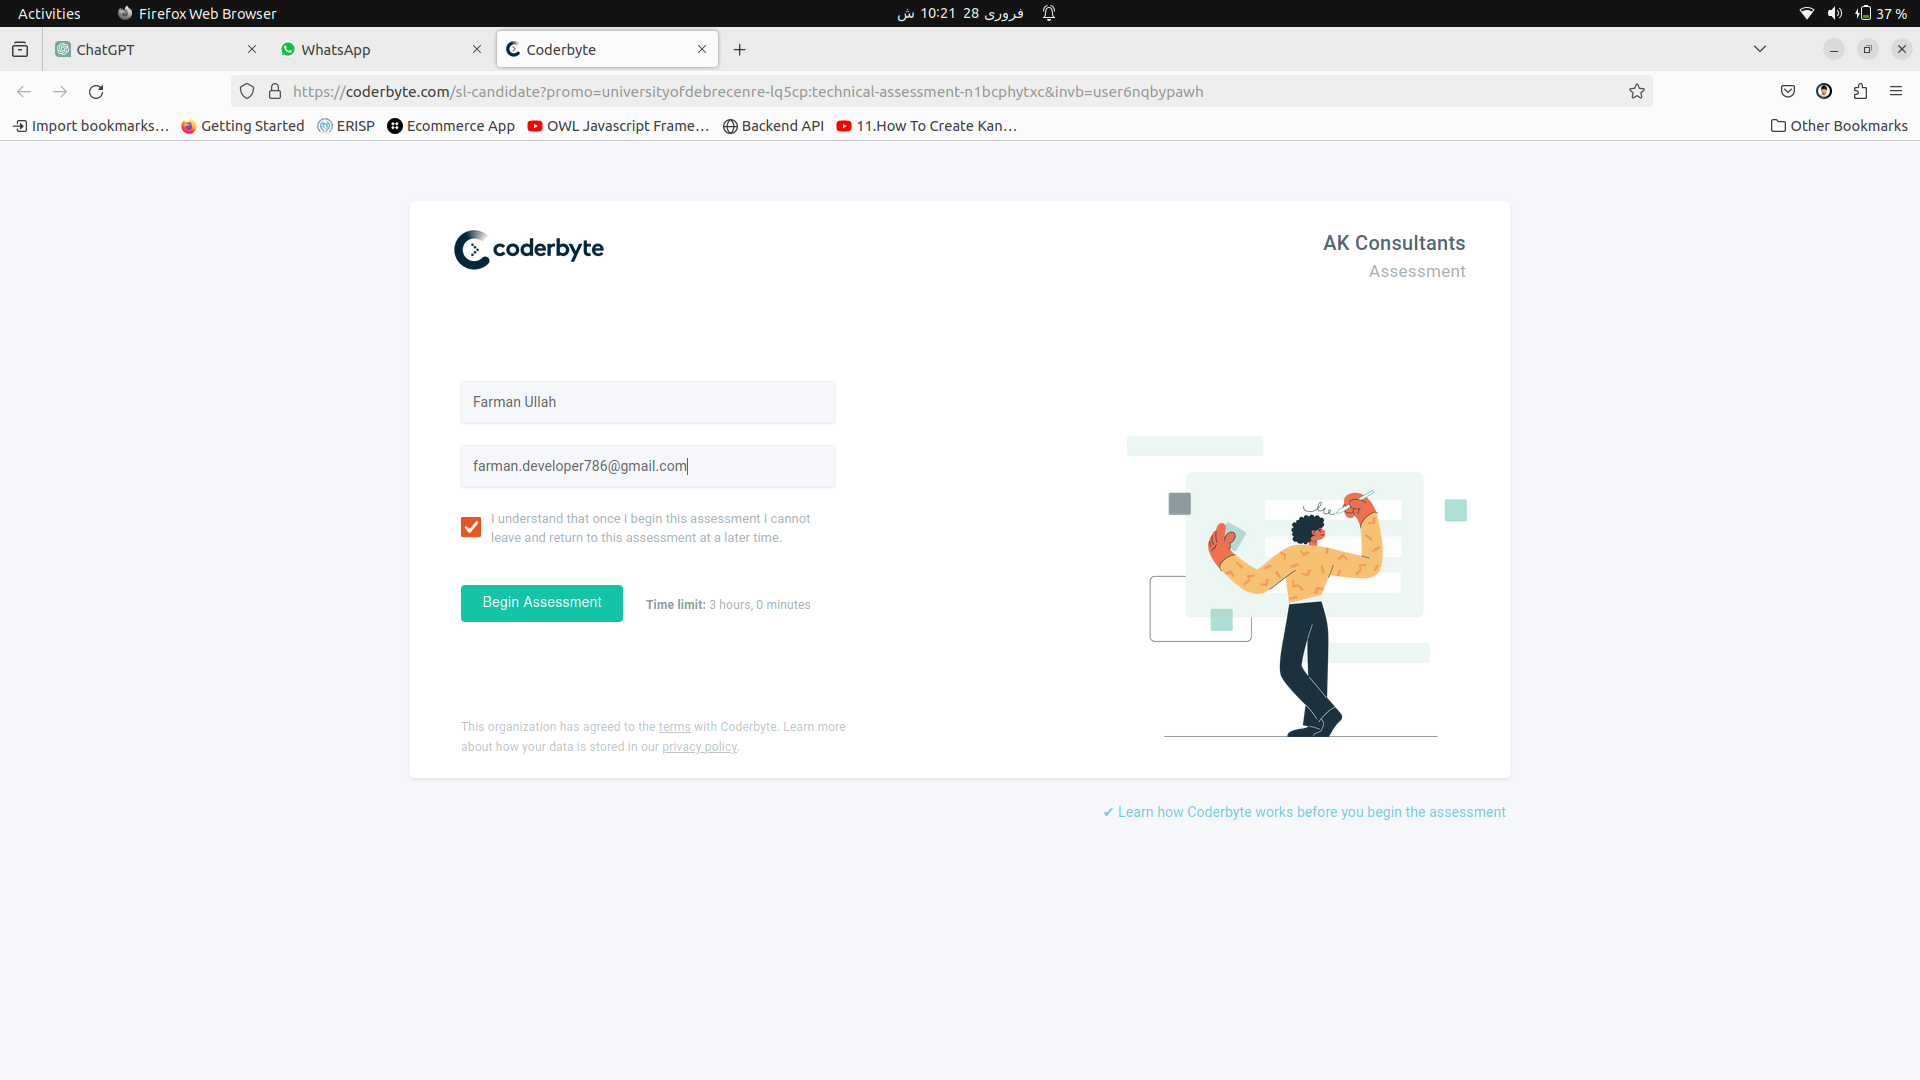 Activities
Firefox Web Browser
فروری 28  10:21 ش
37 %
ChatGPT
WhatsApp
Coderbyte
https://coderbyte.com/sl-candidate?promo=universityofdebrecenre-lq5cp:technical-assessment-n1bcphytxc&invb=user6nqbypawh
Import bookmarks…
Getting Started
ERISP
Ecommerce App
OWL Javascript Frame…
Backend API
11.How To Create Kan…
Other Bookmarks
coderbyte
AK Consultants
Assessment
Farman Ullah
farman.developer786@gmail.com
I understand that once I begin this assessment I cannot
leave and return to this assessment at a later time.
Begin Assessment
Time limit: 3 hours, 0 minutes
This organization has agreed to the terms with Coderbyte. Learn more
about how your data is stored in our privacy policy.
✔ Learn how Coderbyte works before you begin the assessment